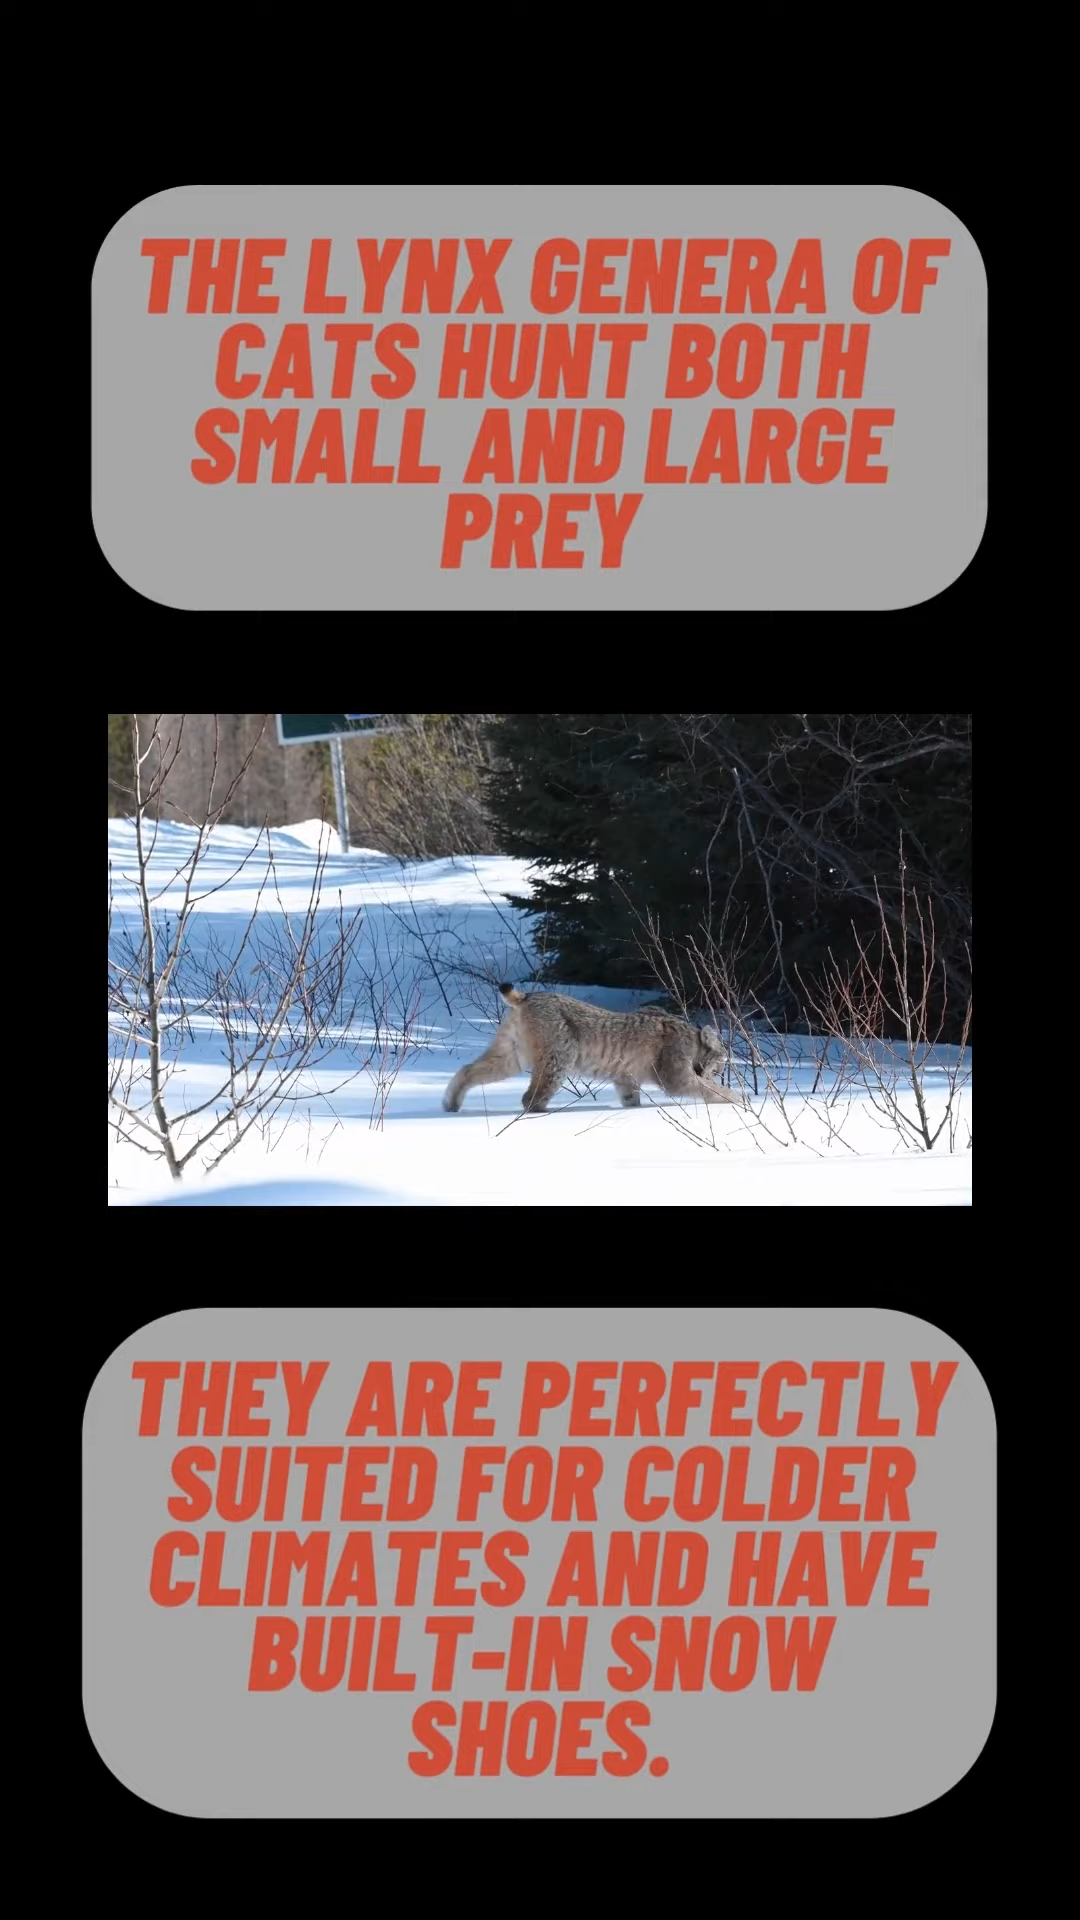 THE LYNX GENERA OF
CATS HUNT BOTH
SMALL AND LARGE
PREY
THEY ARE PERFECTLY
SUITED FOR COLDER
CLIMATES AND HAVE
BUILT-IN SNOW
SHOES.